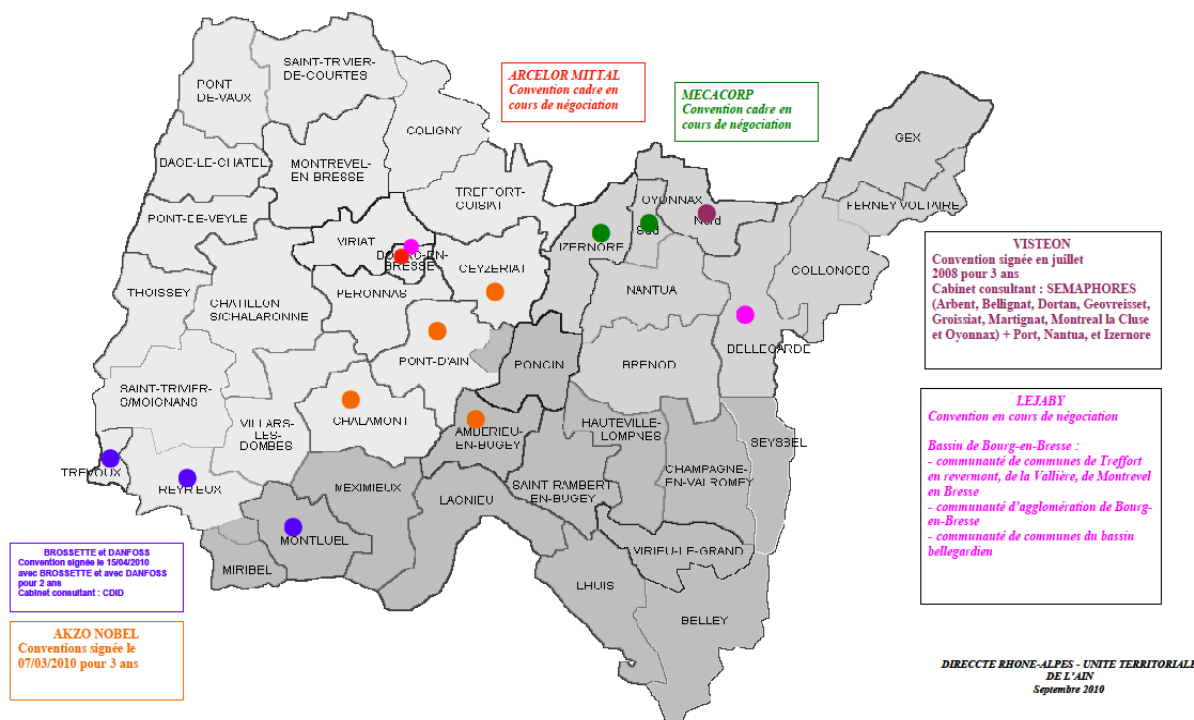 SAINT-TRIVIER-
DE-COURTES
PONT
DE-VAUX
COLIGNY
BAGE-LE-CHATEL
MONTREVEL-
EN BRESSE
TREFFORT-
CUISIAT
PONT-DE-VEYLE
VIRIAT
BOURG-EN-
BRESSE
CEYZERIAT
PERONNAS
THOISSEY
CHATILLON
S/CHALARONNE
PONT-D'AIN
SAINT-TRIVIER-
S/MOIGNANS
VILLARS-
LES-
DOMBES
CHALAMONT
AMBERIEU-
EN-BUGEY
TREVOUX
REYRIEUX
MEXIMIEUX
MONTLUEL
MIRIBEL
LAGNIEU
SAINT RAMBERT
EN-BUGEY
PONCIN
HAUTEVILLE-
LOMPNES
CHAMPAGNE-
EN-VALROMEY
SEYSSEL
VIRIEU-LE-GRAND
LHUIS
BELLEY
BRENOD
NANTUA
IZERNORE
OYONNAX
Sud
Nord
BELLEGARDE
COLLONGES
GEX
FERNEY VOLTAIRE
ARCELOR MITTAL
Convention cadre en
cours de négociation
MECACORP
Convention cadre en
cours de négociation
VISTEON
Convention signée en juillet
2008 pour 3 ans
Cabinet consultant : SEMAPHORES
(Arbent, Bellignat, Dortan, Geovreisset,
Groissiat, Martignat, Montreal la Cluse
et Oyonnax) + Port, Nantua, et Izernore
LEJABY
Convention en cours de négociation
Bassin de Bourg-en-Bresse :
- communauté de communes de Treffort
en revermont, de la Vallière, de Montrevel
en Bresse
- communauté d'agglomération de Bourg-
en-Bresse
- communauté de communes du bassin
bellegardien
BROSSETTE et DANFOSS
Convention signée le 15/04/2010
avec BROSSETTE et avec DANFOSS
pour 2 ans
Cabinet consultant : CDID
AKZO NOBEL
Conventions signée le
07/03/2010 pour 3 ans
DIRECCTE RHONE-ALPES - UNITE TERRITORIALE
DE L'AIN
Septembre 2010